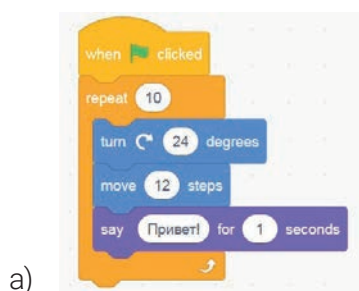 when clicked
repeat 10
turn 24 degrees
move 12 steps
say Привет! for 1 seconds
а)